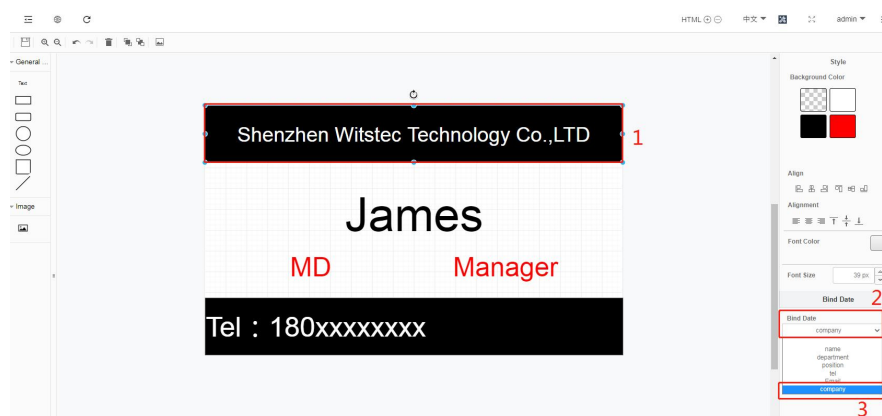 HTML
中文
admin
General ...
Style
Background Color
Text
Shenzhen Witstec Technology Co.,LTD
1
Align
James
Image
Alignment
Font Color
MD Manager
Font Size 39 px
Bind Date 2
Tel：180xxxxxxxxx
Bind Date
company
name
department
position
tel
Email
company
3